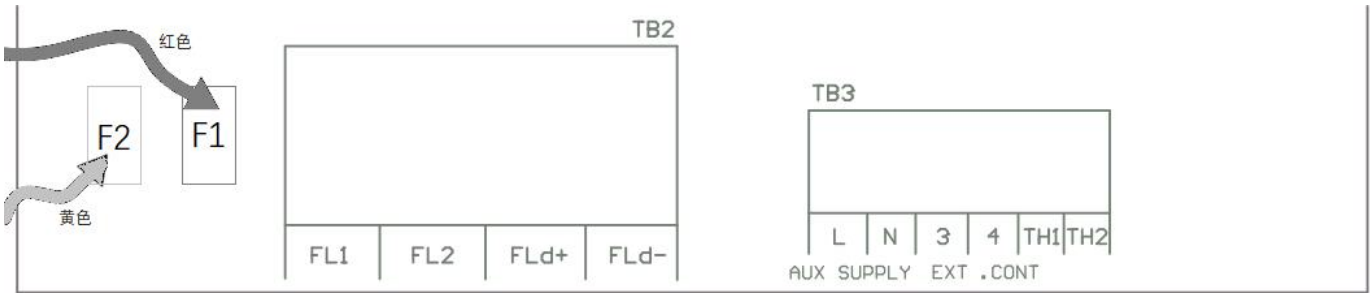 红色
TB2
TB3
F2
F1
黄色
FL1 FL2 FLd+ FLd-
L N 3 4 TH1 TH2
AUX SUPPLY EXT .CONT